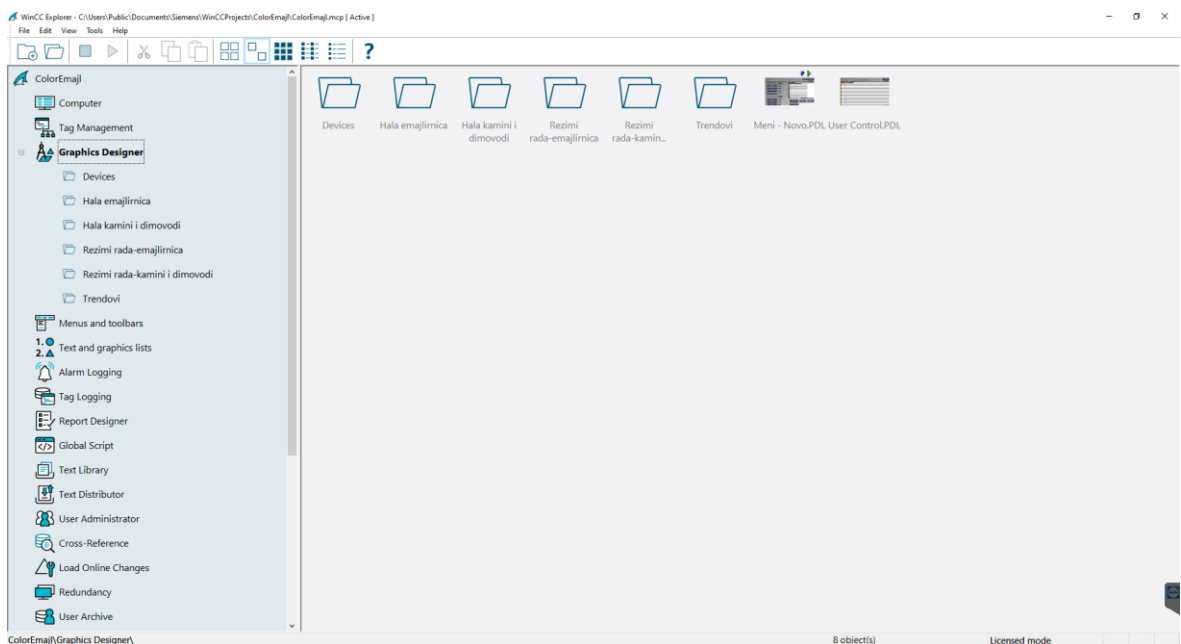 WinCC Explorer - C:\Users\Public\Documents\Siemens\WinCCProjects\ColorEmajl\ColorEmajl.mcp [ Active ]
File Edit View Tools Help
ColorEmajl
Computer
Tag Management
Graphics Designer
Devices
Hala emajlirnica
Hala kamini i dimovodi
Rezimi rada-emajlirnica
Rezimi rada-kamini i dimovodi
Trendovi
Menus and toolbars
1.
2.
Text and graphics lists
Alarm Logging
Tag Logging
Report Designer
Global Script
Text Library
Text Distributor
User Administrator
Cross-Reference
Load Online Changes
Redundancy
User Archive
Devices
Hala emajlirnica
Hala kamini i
dimovodi
Rezimi
rada-emajlirnica
Rezimi
rada-kamin...
Trendovi
Meni - Novo.PDL
User Control.PDL
ColorEmajl\Graphics Designer\
8 object(s)
Licensed mode